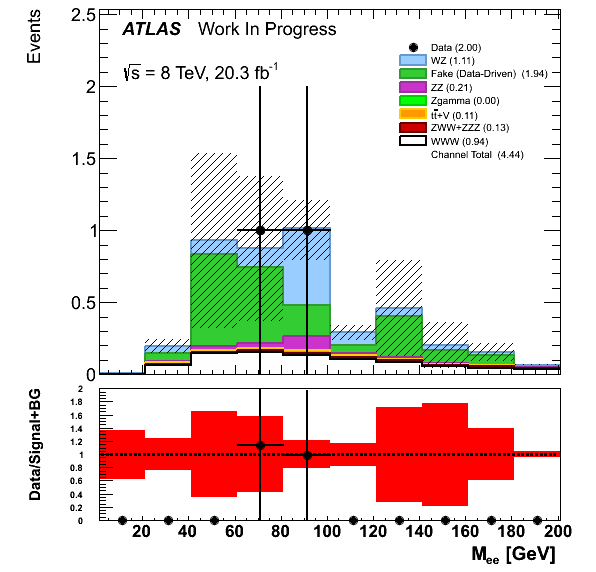 Events
2.5
2
1.5
1
0.5
0
ATLAS Work In Progress
√s = 8 TeV, 20.3 fb⁻¹
Data (2.00)
WZ (1.11)
Fake (Data-Driven) (1.94)
ZZ (0.21)
Zgamma (0.00)
tt̄+V (0.11)
ZWW+ZZZ (0.13)
WWW (0.94)
Channel Total (4.44)
Data/Signal+BG
2
1.8
1.6
1.4
1.2
1
0.8
0.6
0.4
0.2
0
20 40 60 80 100 120 140 160 180 200
M_ee [GeV]